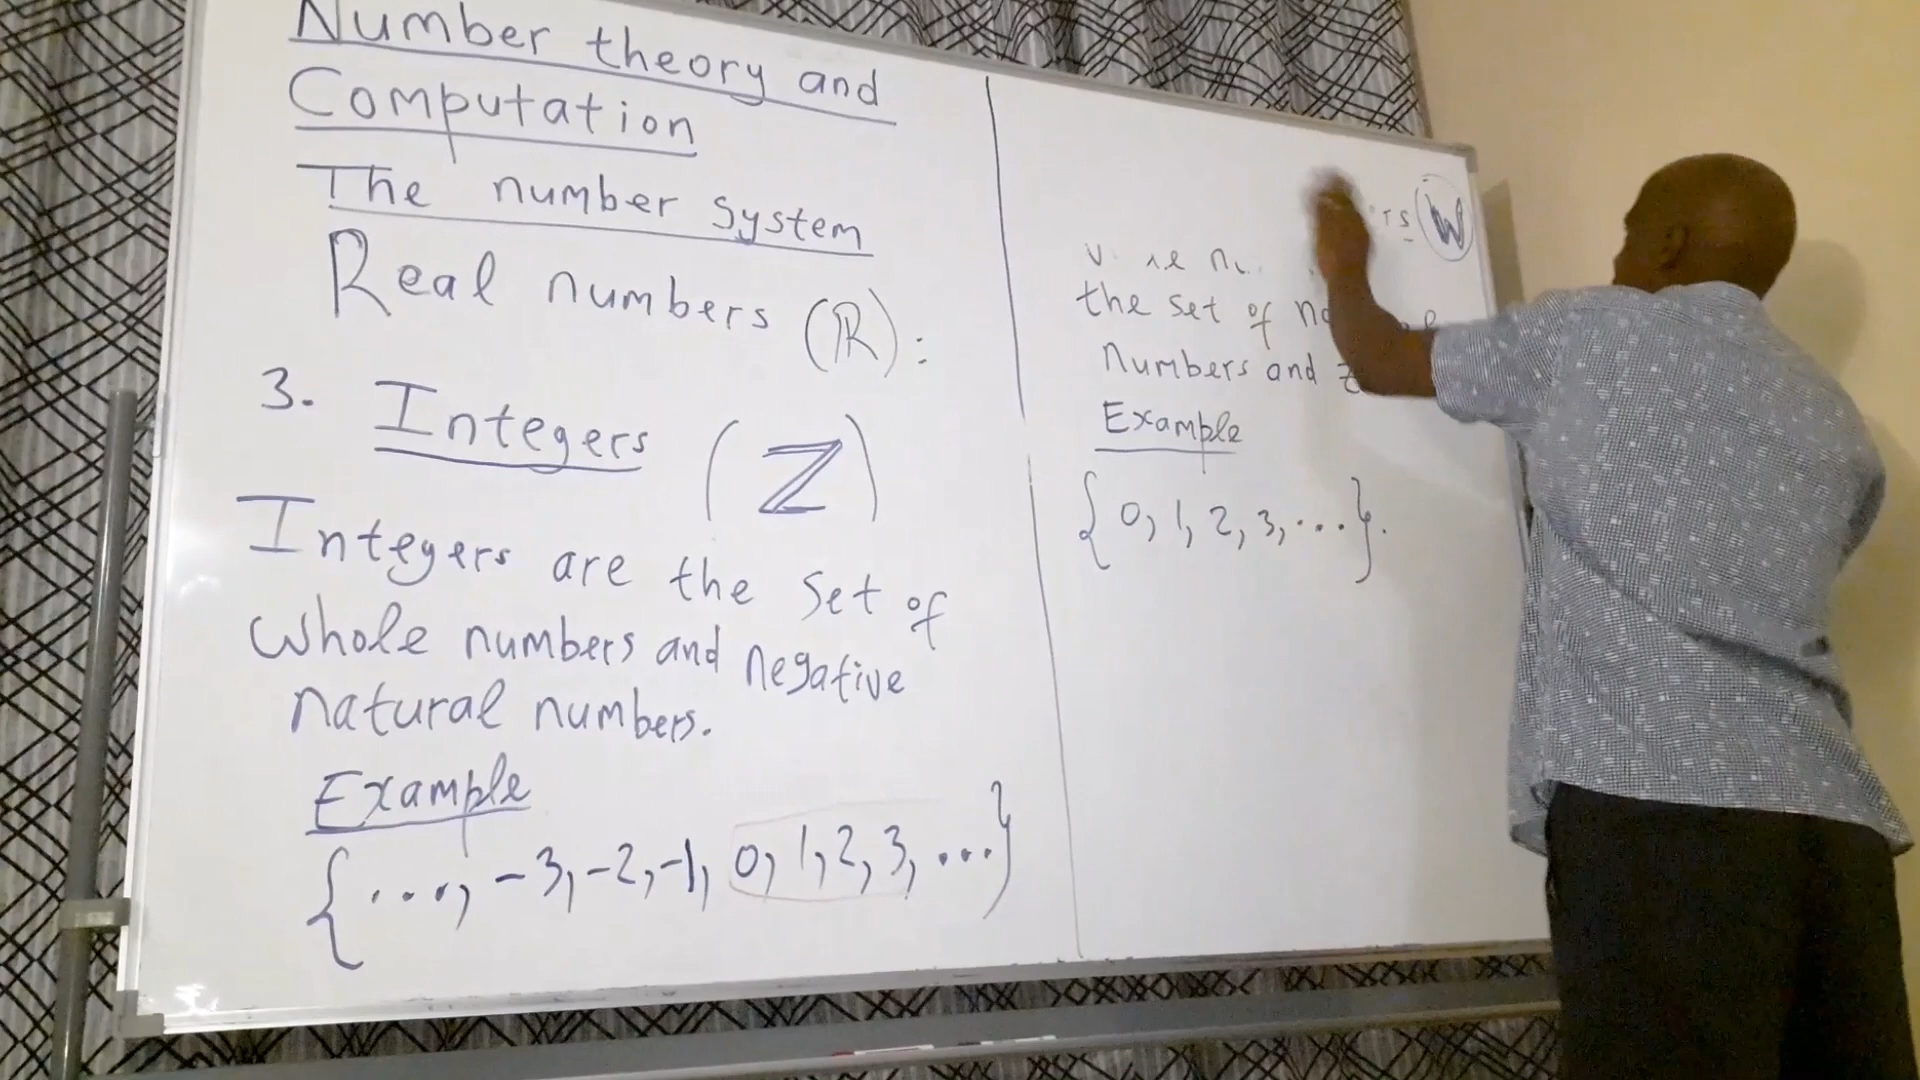 Number theory and
Computation
The number system
Real numbers (ℝ):
3. Integers (ℤ)
Integers are the set of
whole numbers and negative
natural numbers.
Example
{..., -3, -2, -1, 0, 1, 2, 3, ...}
(W)
the set of
Numbers and
Example
{0, 1, 2, 3, ...}.